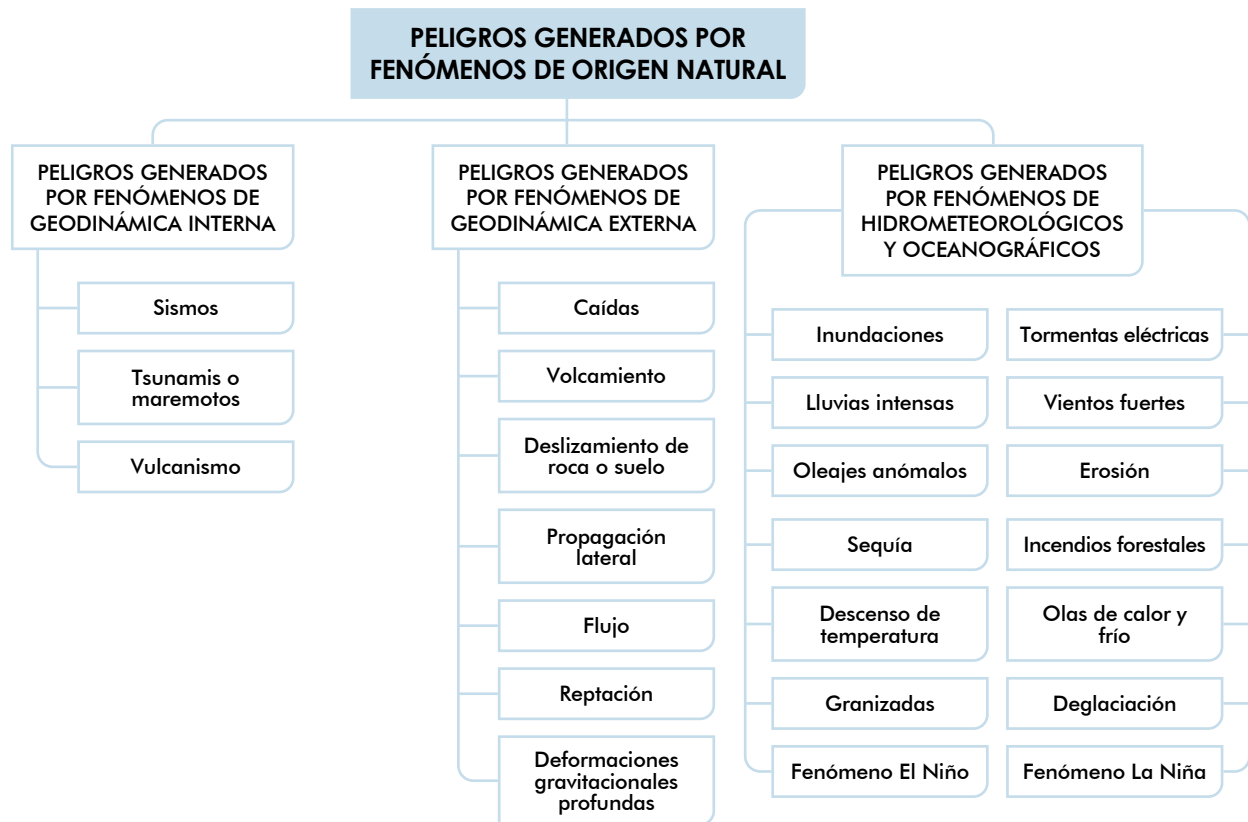 PELIGROS GENERADOS POR
FENÓMENOS DE ORIGEN NATURAL
PELIGROS GENERADOS
POR FENÓMENOS DE
GEODINÁMICA INTERNA
Sismos
Tsunamis o
maremotos
Vulcanismo
PELIGROS GENERADOS
POR FENÓMENOS DE
GEODINÁMICA EXTERNA
Caídas
Volcamiento
Deslizamiento de
roca o suelo
Propagación
lateral
Flujo
Reptación
Deformaciones
gravitacionales
profundas
PELIGROS GENERADOS
POR FENÓMENOS DE
HIDROMETEOROLÓGICOS
Y OCEANOGRÁFICOS
Inundaciones
Lluvias intensas
Oleajes anómalos
Sequía
Descenso de
temperatura
Granizadas
Fenómeno El Niño
Tormentas eléctricas
Vientos fuertes
Erosión
Incendios forestales
Olas de calor y
frío
Deglaciación
Fenómeno La Niña